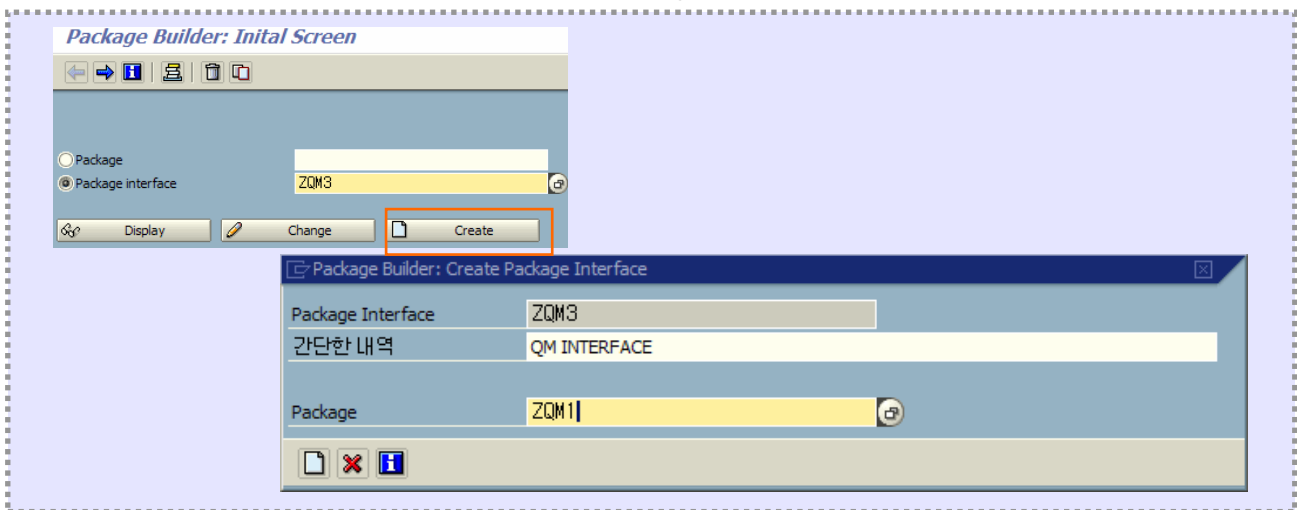 Package Builder: Inital Screen
Package
Package interface ZQM3
Display Change Create
Package Builder: Create Package Interface
Package Interface ZQM3
간단한 내역 QM INTERFACE
Package ZQM1